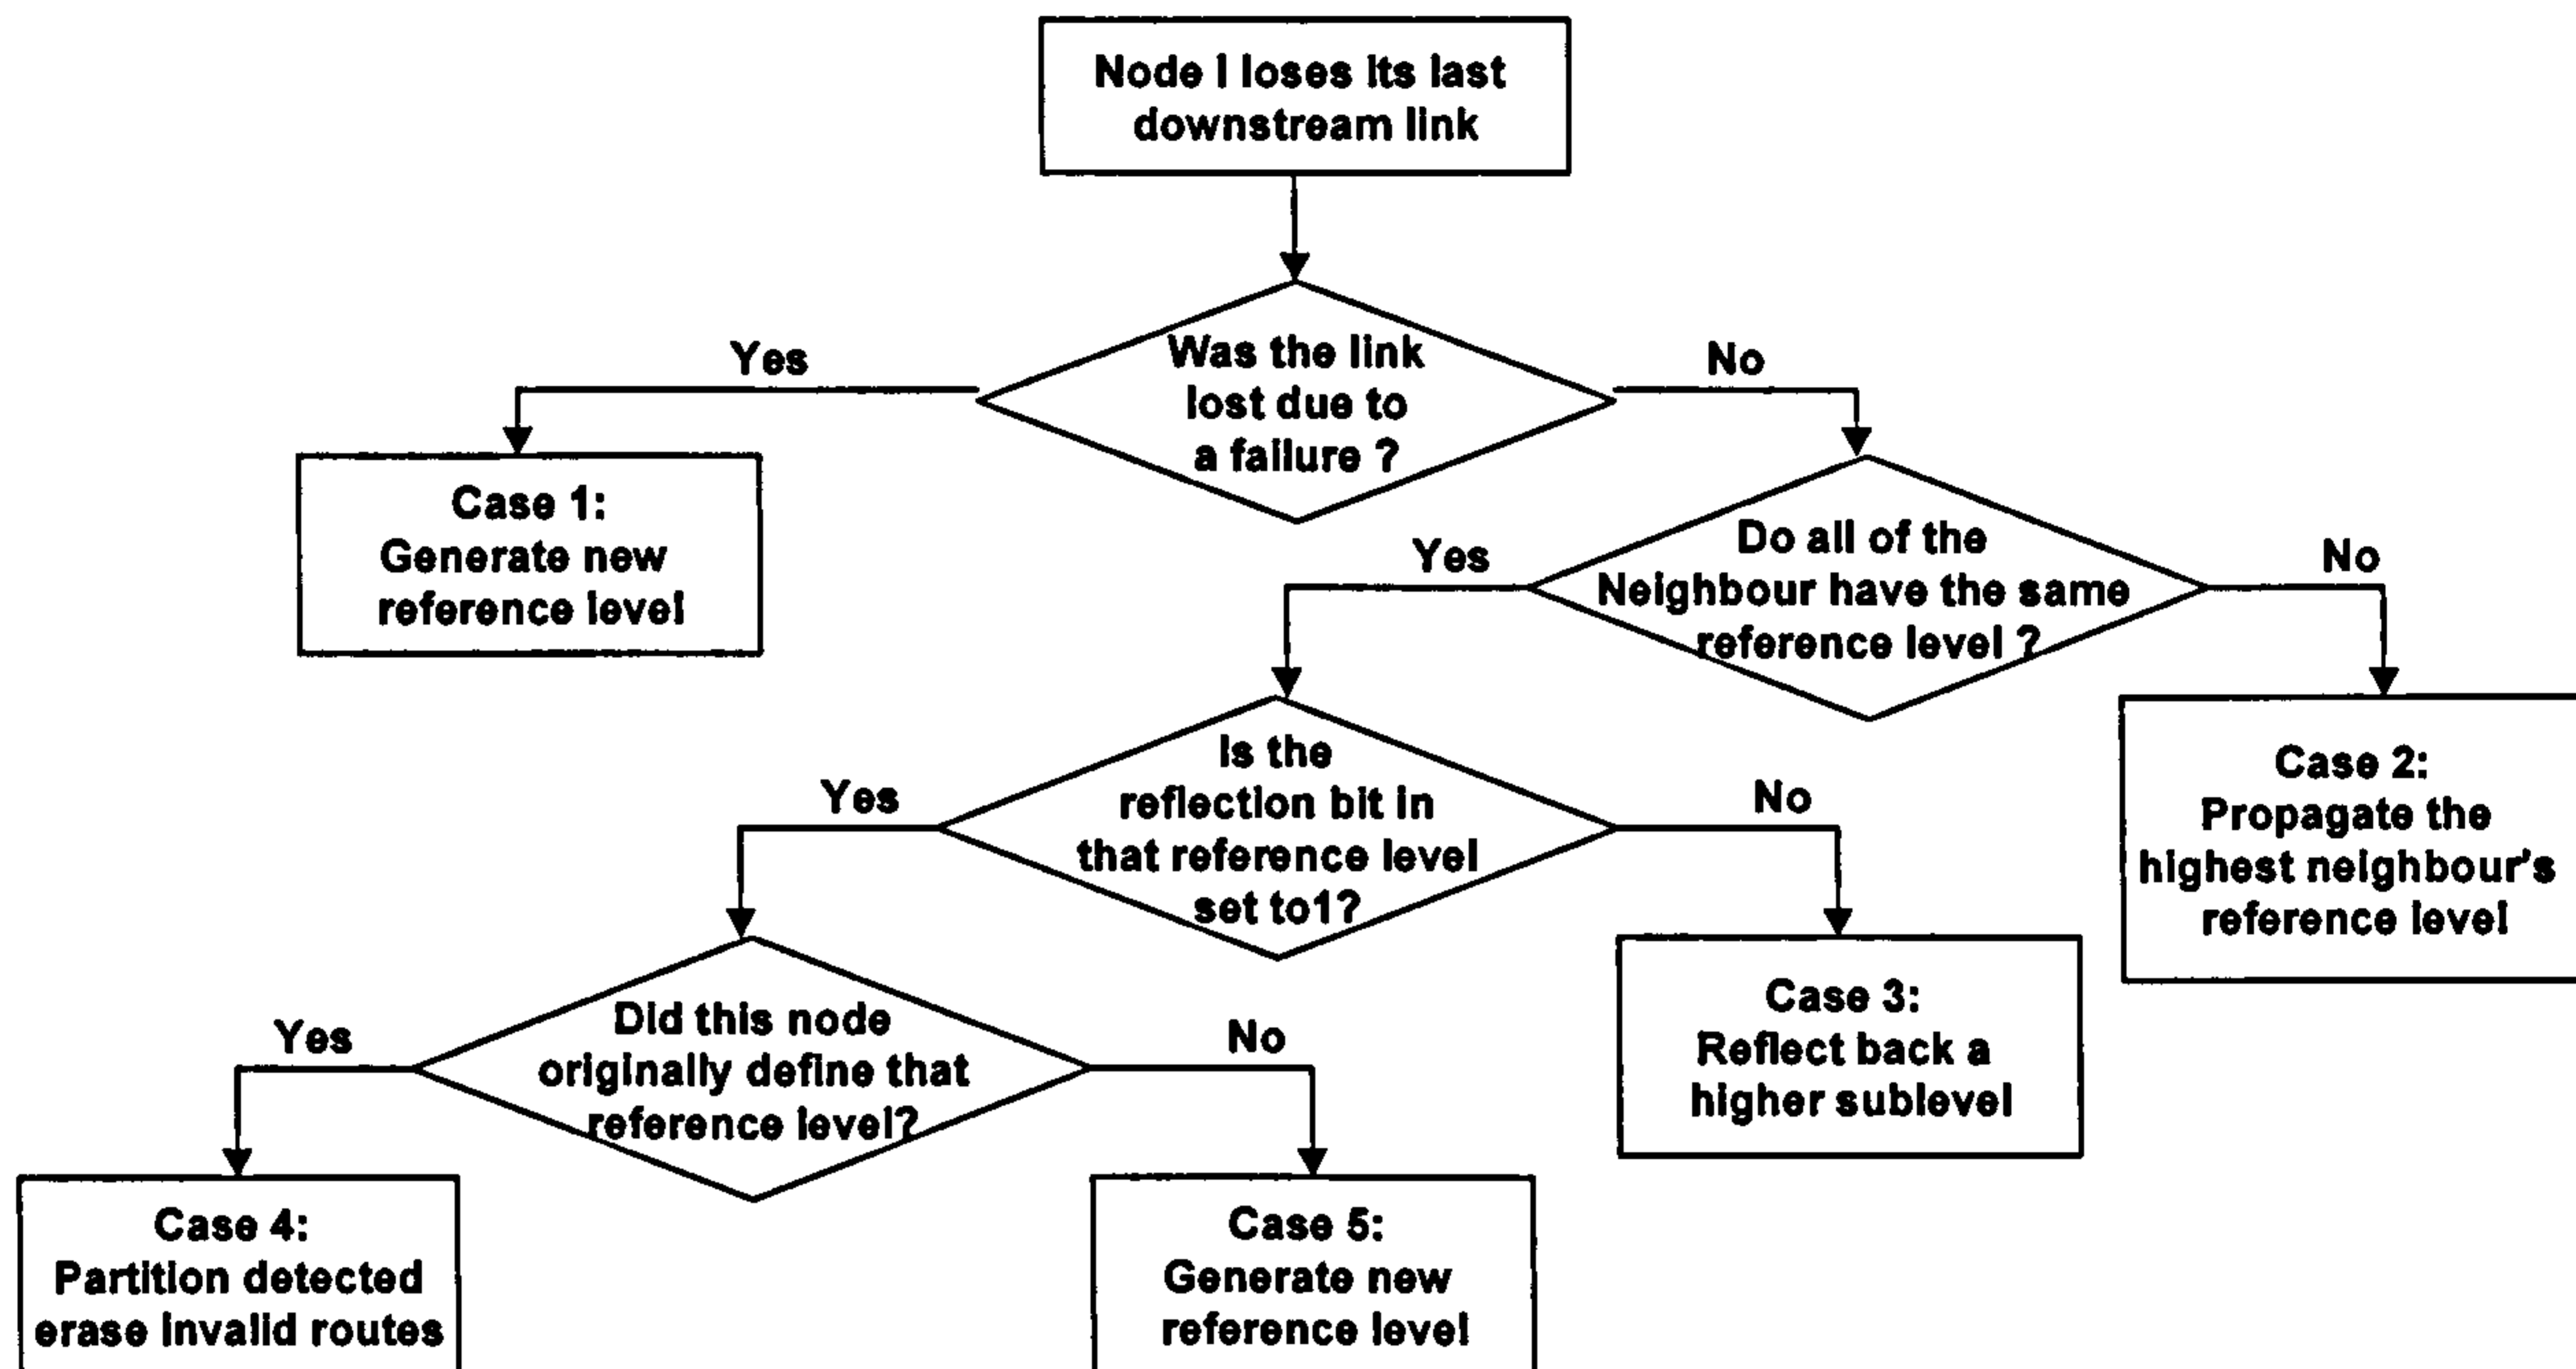 Node I loses its last
downstream link
Was the link
lost due to
a failure ?
Yes
No
Case 1:
Generate new
reference level
Do all of the
Neighbour have the same
reference level ?
Yes
No
Case 2:
Propagate the
highest neighbour's
reference level
Is the
reflection bit in
that reference level
set to1?
Yes
No
Case 3:
Reflect back a
higher sublevel
Did this node
originally define that
reference level?
Yes
No
Case 4:
Partition detected
erase invalid routes
Case 5:
Generate new
reference level